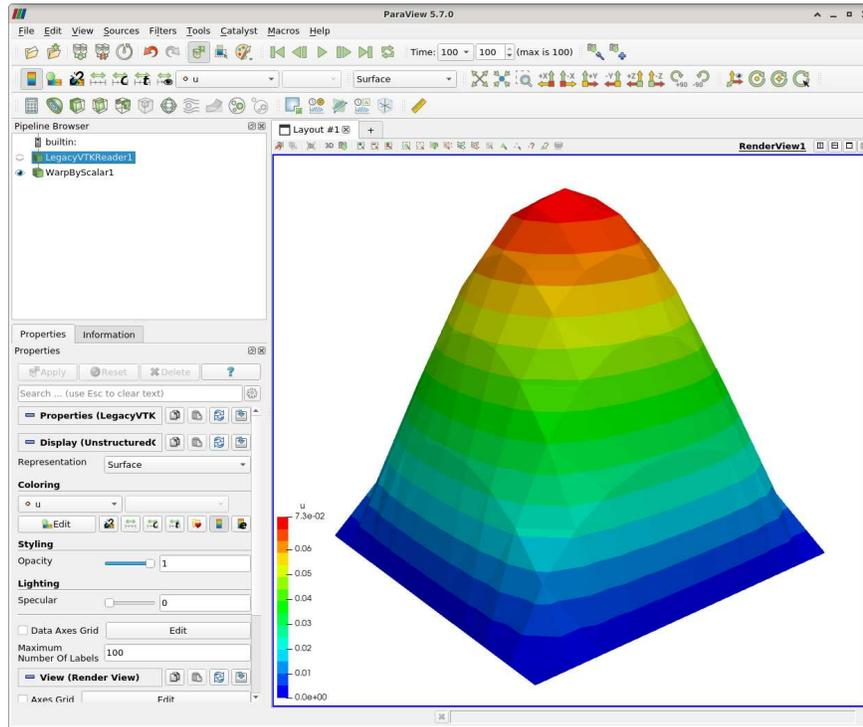 ParaView 5.7.0
File Edit View Sources Filters Tools Catalyst Macros Help
Time: 100 100 (max is 100)
u Surface +X -X +Y -Y +Z -Z +90 -90
Pipeline Browser
builtin:
LegacyVTKReader1
WarpByScalar1
Layout #1 +
3D RenderView1
Properties Information
Properties
Apply Reset Delete ?
Search ... (use Esc to clear text)
Properties (LegacyVTK
Display (Unstructured(
Representation Surface
Coloring
u
Edit
Styling
Opacity 1
Lighting
Specular 0
Data Axes Grid Edit
Maximum
Number Of Labels 100
View (Render View)
Axes Grid Edit
u
7.3e-02
0.06
0.05
0.04
0.03
0.02
0.01
0.0e+00